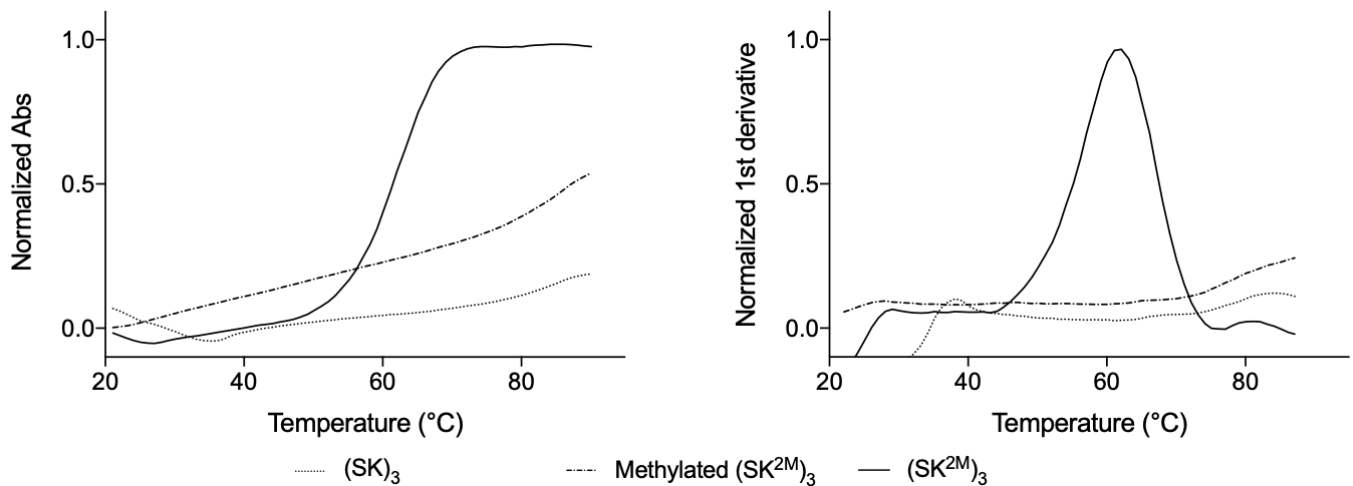 1.0
0.5
0.0
Normalized Abs
20 40 60 80
Temperature (°C)
1.0
0.5
0.0
Normalized 1st derivative
20 40 60 80
Temperature (°C)
(SK)₃ Methylated (SK²ᴹ)₃ (SK²ᴹ)₃